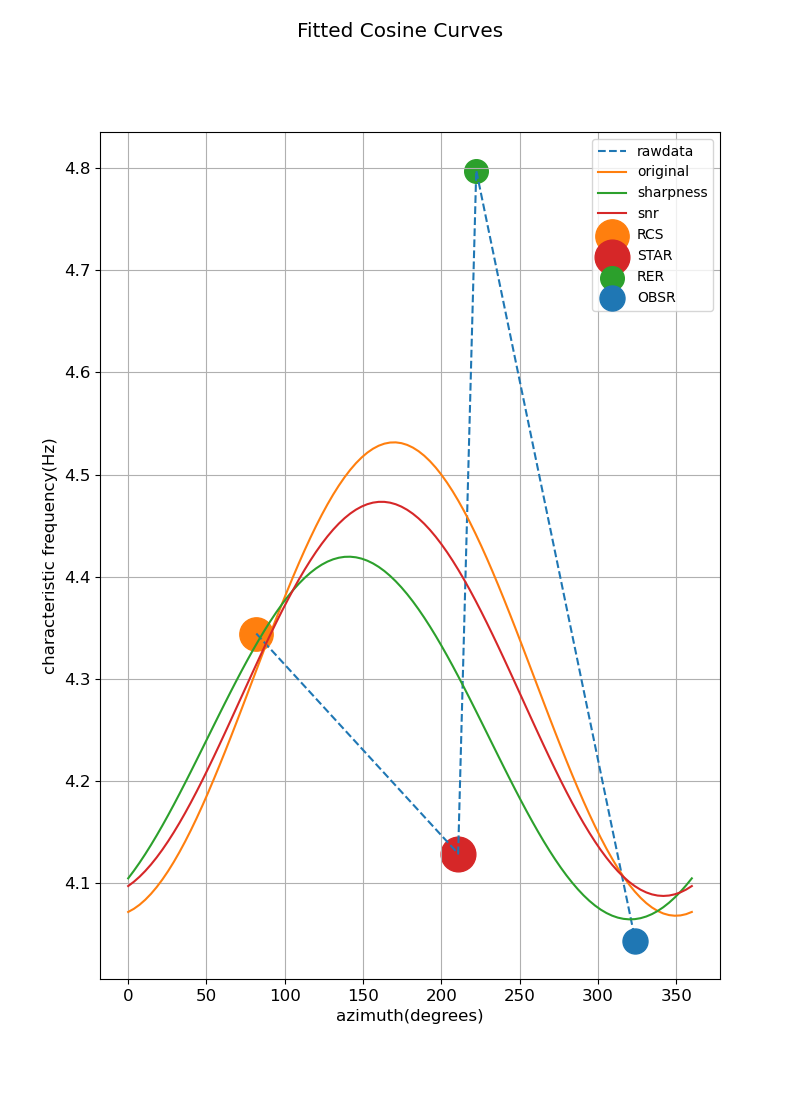 Fitted Cosine Curves
rawdata
original
sharpness
snr
RCS
STAR
RER
OBSR
4.8
4.7
4.6
4.5
4.4
4.3
4.2
4.1
characteristic frequency(Hz)
0 50 100 150 200 250 300 350
azimuth(degrees)